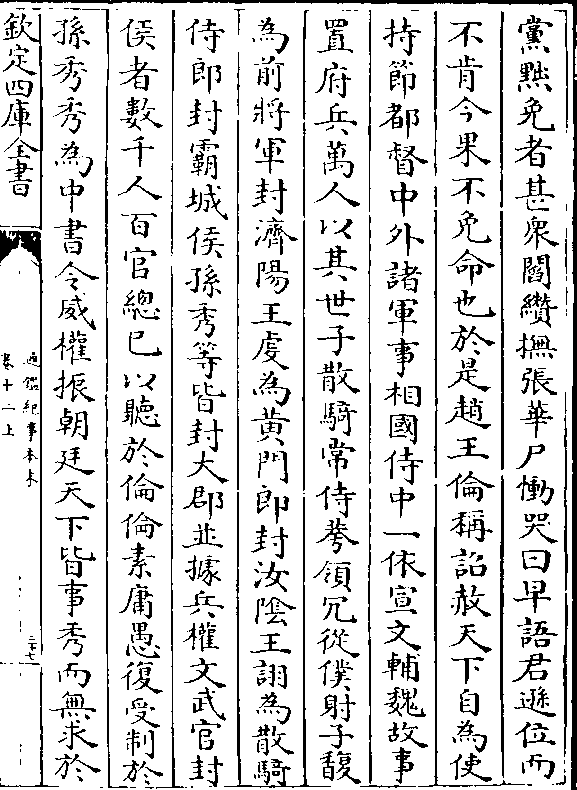 黨黜免者甚衆閻纘撫張華尸慟哭曰早語君遜位而
不肯今果不免命也於是趙王倫稱詔赦天下自為使
持節都督中外諸軍事相國侍中一依宣文輔魏故事
置府兵萬人以其世子散騎常侍荂領冗從僕射子馥
為前將軍封濟陽王虔為黄門郎封汝隂王詡為散騎
侍郎封霸城侯孫秀等皆封大郡並據兵權文武官封
侯者數千人百官總已以聽於倫倫素庸愚復受制於
孫秀秀為中書令威權振朝廷天下皆事秀而無求於
欽定四庫全書
通鑑紀事本末
卷十二上
三十七